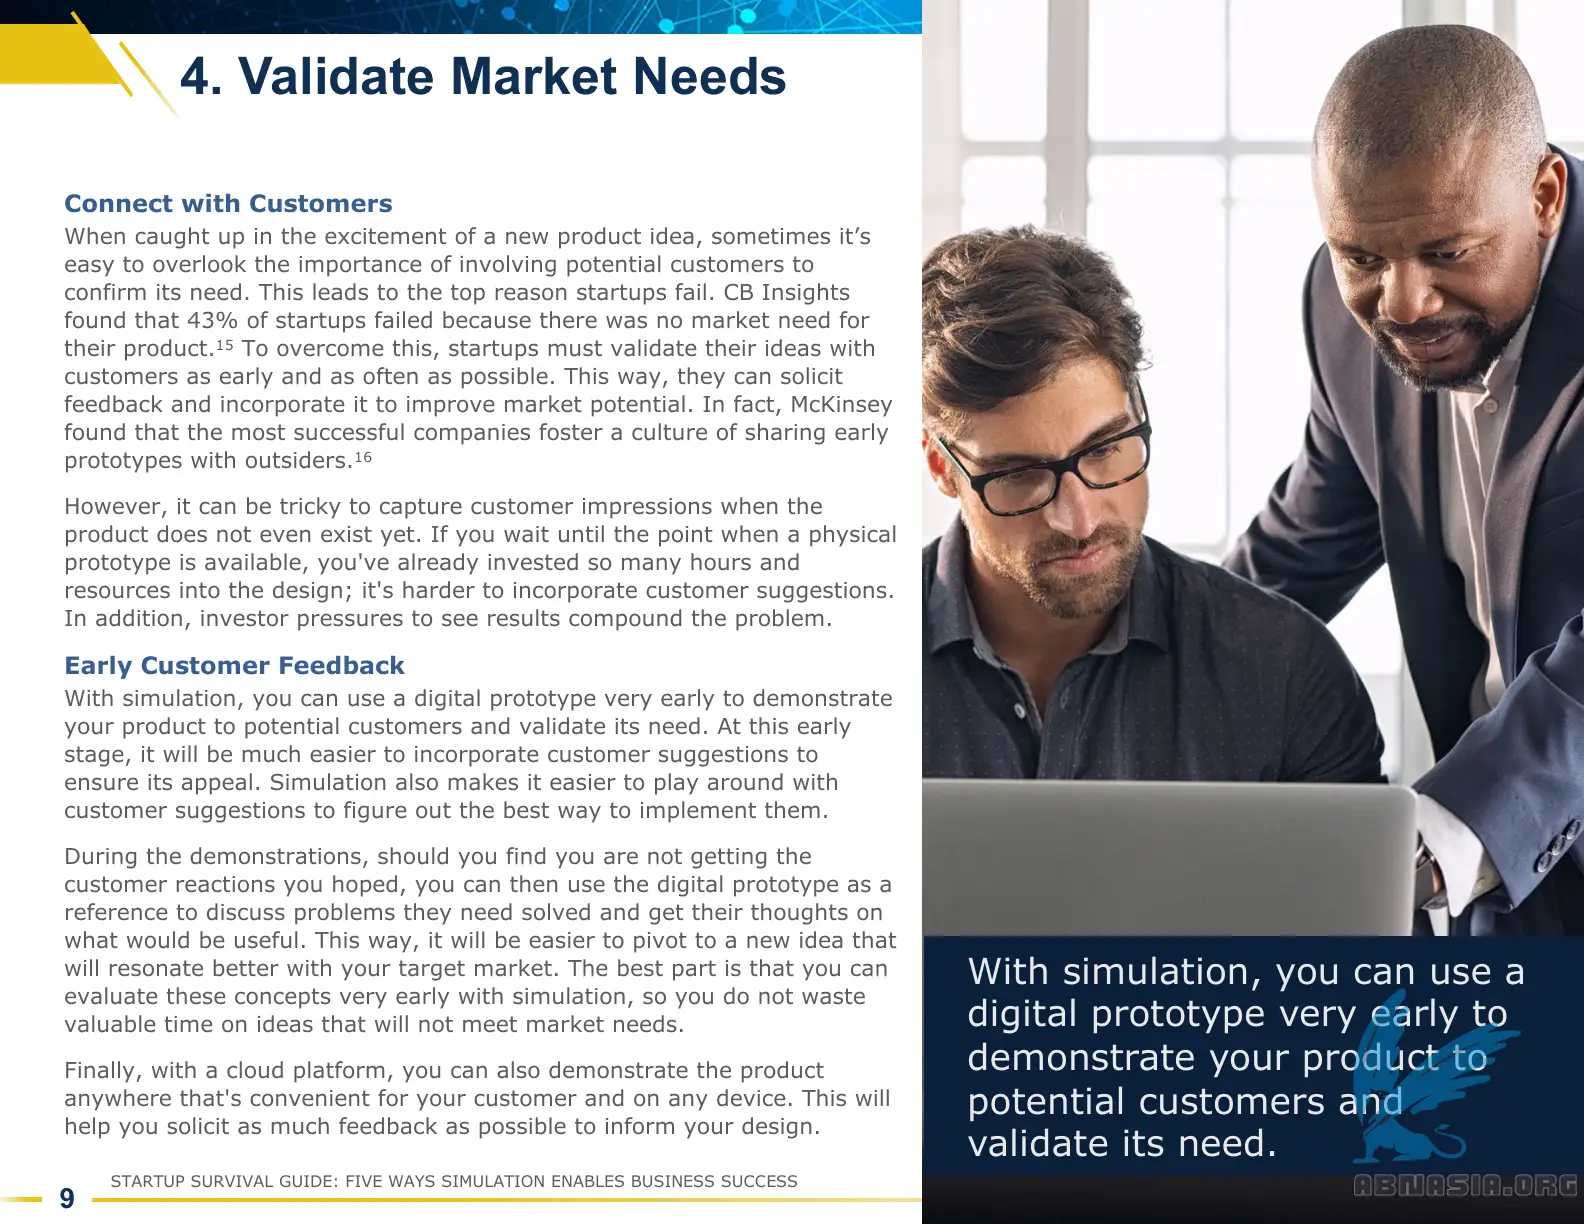 4. Validate Market Needs
Connect with Customers
When caught up in the excitement of a new product idea, sometimes it’s
easy to overlook the importance of involving potential customers to
confirm its need. This leads to the top reason startups fail. CB Insights
found that 43% of startups failed because there was no market need for
their product.15 To overcome this, startups must validate their ideas with
customers as early and as often as possible. This way, they can solicit
feedback and incorporate it to improve market potential. In fact, McKinsey
found that the most successful companies foster a culture of sharing early
prototypes with outsiders.16
However, it can be tricky to capture customer impressions when the
product does not even exist yet. If you wait until the point when a physical
prototype is available, you've already invested so many hours and
resources into the design; it's harder to incorporate customer suggestions.
In addition, investor pressures to see results compound the problem.
Early Customer Feedback
With simulation, you can use a digital prototype very early to demonstrate
your product to potential customers and validate its need. At this early
stage, it will be much easier to incorporate customer suggestions to
ensure its appeal. Simulation also makes it easier to play around with
customer suggestions to figure out the best way to implement them.
During the demonstrations, should you find you are not getting the
customer reactions you hoped, you can then use the digital prototype as a
reference to discuss problems they need solved and get their thoughts on
what would be useful. This way, it will be easier to pivot to a new idea that
will resonate better with your target market. The best part is that you can
evaluate these concepts very early with simulation, so you do not waste
valuable time on ideas that will not meet market needs.
Finally, with a cloud platform, you can also demonstrate the product
anywhere that's convenient for your customer and on any device. This will
help you solicit as much feedback as possible to inform your design.
STARTUP SURVIVAL GUIDE: FIVE WAYS SIMULATION ENABLES BUSINESS SUCCESS
9
With simulation, you can use a
digital prototype very early to
demonstrate your product to
potential customers and
validate its need.
ABNASIA.ORG